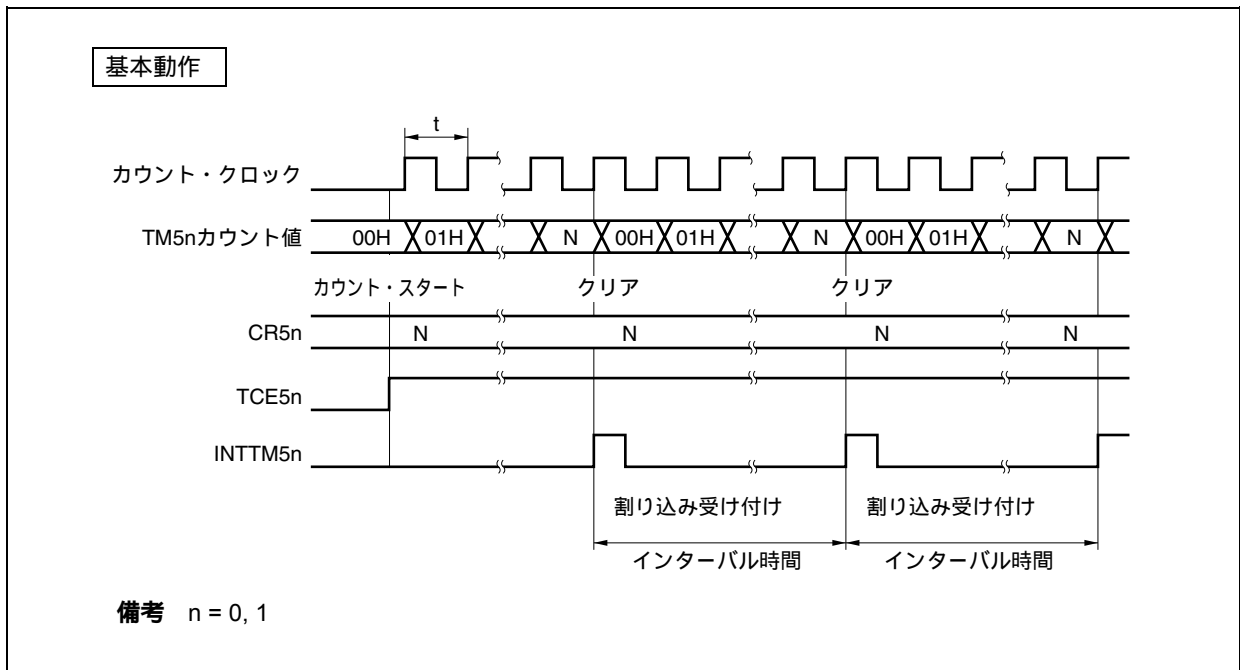 基本動作
t
カウント・クロック
TM5nカウント値 00H 01H N 00H 01H N 00H 01H N
カウント・スタート クリア クリア
CR5n N N N N
TCE5n
INTTM5n
割り込み受け付け 割り込み受け付け
インターバル時間 インターバル時間
備考 n = 0, 1